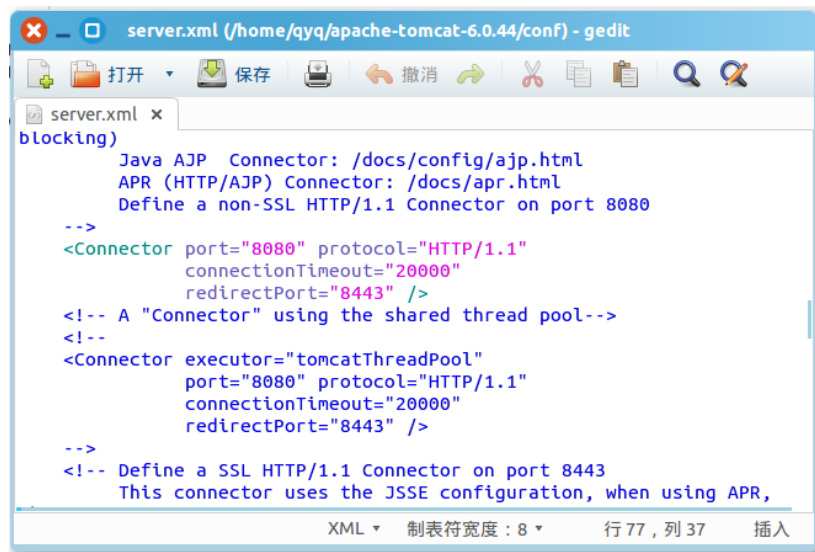 server.xml (/home/qyq/apache-tomcat-6.0.44/conf) - gedit
打开 保存 撤消
server.xml ×
blocking)
Java AJP  Connector: /docs/config/ajp.html
APR (HTTP/AJP) Connector: /docs/apr.html
Define a non-SSL HTTP/1.1 Connector on port 8080
-->
<Connector port="8080" protocol="HTTP/1.1"
connectionTimeout="20000"
redirectPort="8443" />
<!-- A "Connector" using the shared thread pool-->
<!--
<Connector executor="tomcatThreadPool"
port="8080" protocol="HTTP/1.1"
connectionTimeout="20000"
redirectPort="8443" />
-->
<!-- Define a SSL HTTP/1.1 Connector on port 8443
This connector uses the JSSE configuration, when using APR,
XML 制表符宽度：8 行 77，列 37 插入